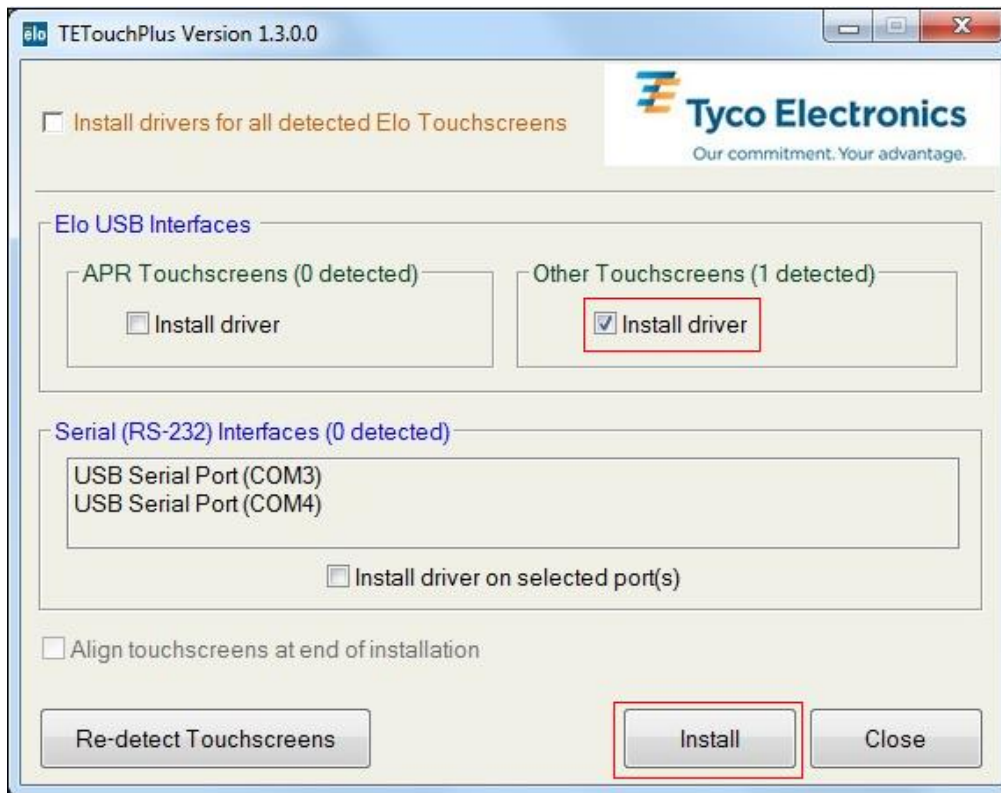 elo TETouchPlus Version 1.3.0.0
Install drivers for all detected Elo Touchscreens
Tyco Electronics
Our commitment. Your advantage.
Elo USB Interfaces
APR Touchscreens (0 detected)
Install driver
Other Touchscreens (1 detected)
Install driver
Serial (RS-232) Interfaces (0 detected)
USB Serial Port (COM3)
USB Serial Port (COM4)
Install driver on selected port(s)
Align touchscreens at end of installation
Re-detect Touchscreens
Install
Close